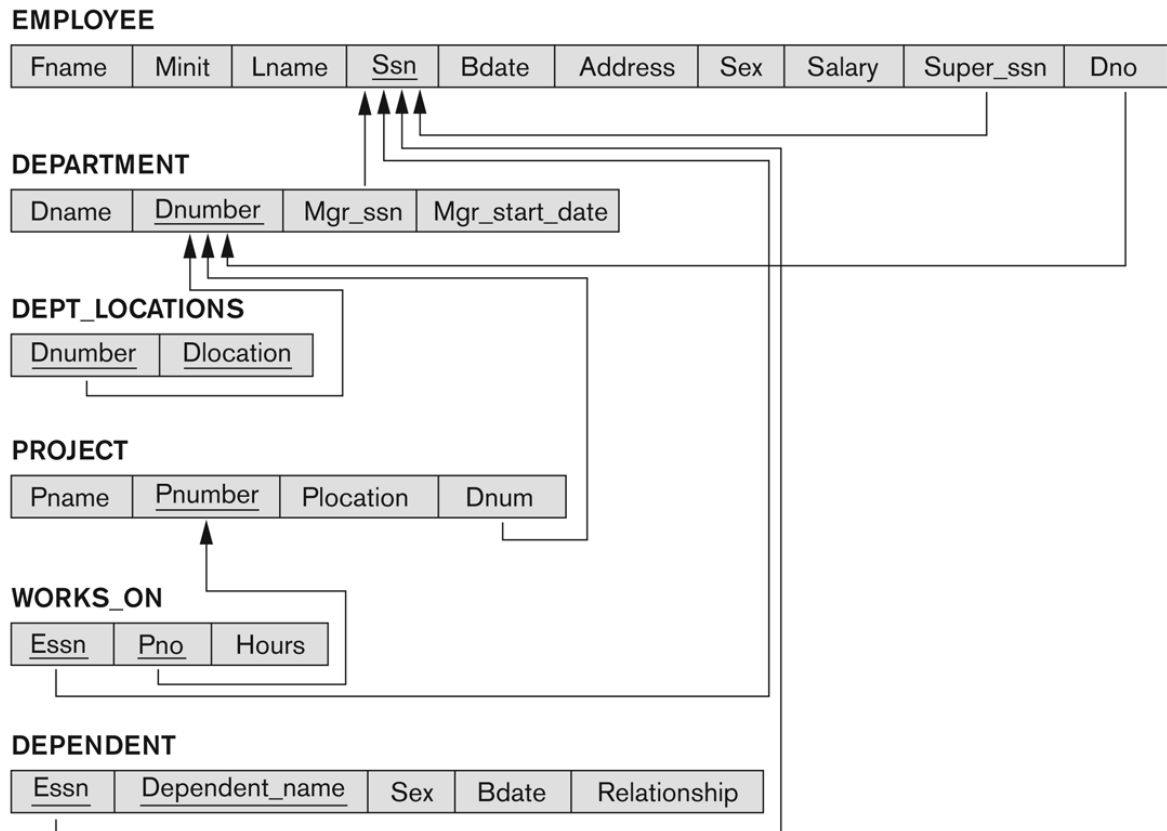 EMPLOYEE
Fname Minit Lname Ssn Bdate Address Sex Salary Super_ssn Dno
DEPARTMENT
Dname Dnumber Mgr_ssn Mgr_start_date
DEPT_LOCATIONS
Dnumber Dlocation
PROJECT
Pname Pnumber Plocation Dnum
WORKS_ON
Essn Pno Hours
DEPENDENT
Essn Dependent_name Sex Bdate Relationship